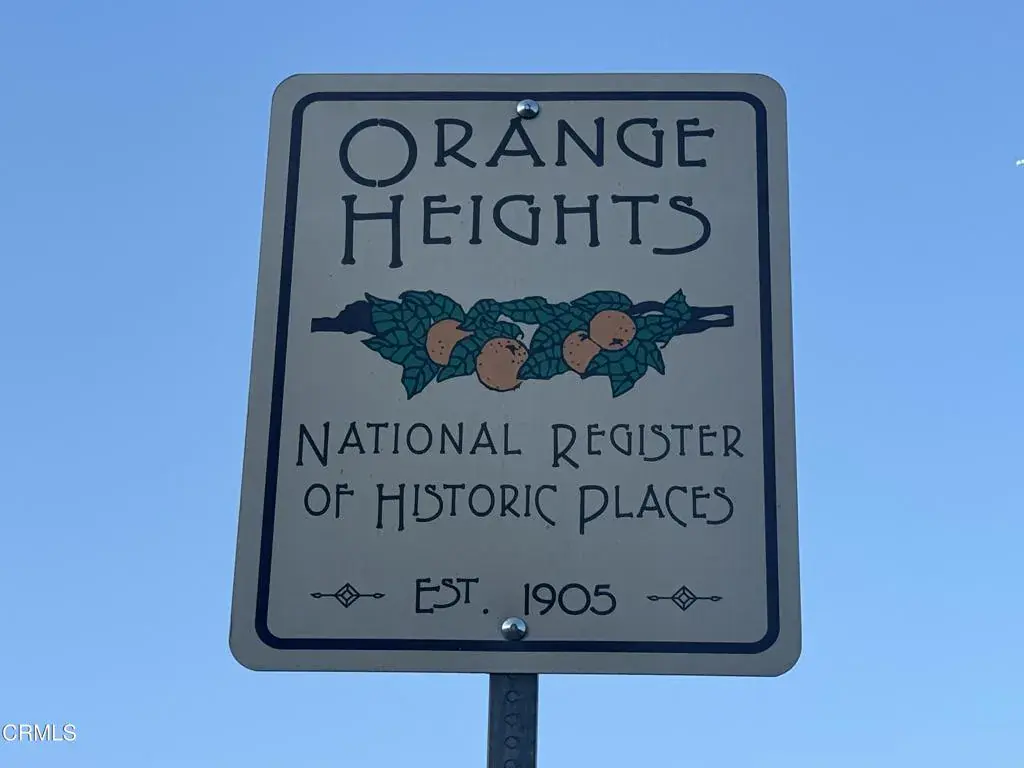 ORANGE
HEIGHTS
NATIONAL REGISTER
OF HISTORIC PLACES
EST. 1905
CRMLS